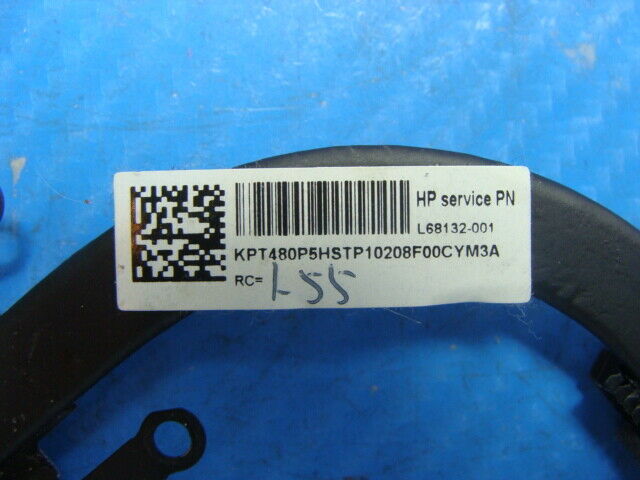 HP service PN
L68132-001
KPT480P5HSTP10208F00CYM3A
RC= 1-55